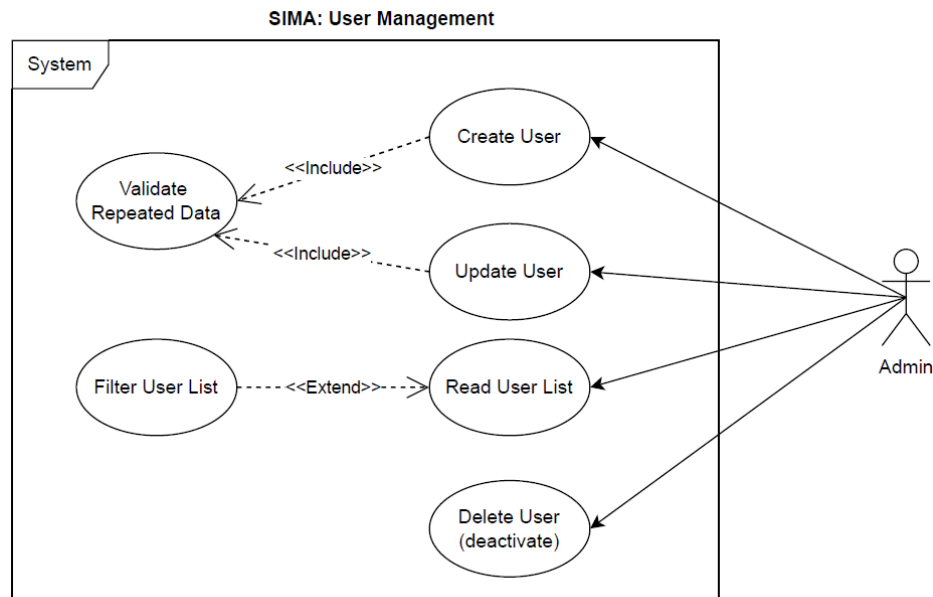 SIMA: User Management
System
Create User
<<Include>>
Validate
Repeated Data
<<Include>>
Update User
Admin
Filter User List
<<Extend>>
Read User List
Delete User
(deactivate)